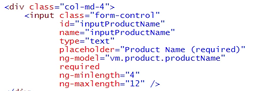 <div class="col-md-4">
<input class="form-control"
id="inputProductName"
name="inputProductName"
type="text"
placeholder="Product Name (required)"
ng-model="vm.product.productName"
required
ng-minlength="4"
ng-maxlength="12" />